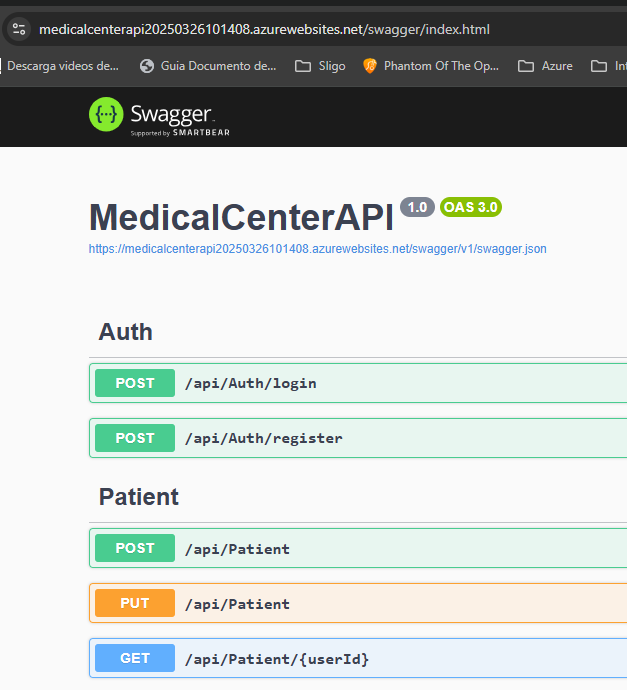 medicalcenterapi20250326101408.azurewebsites.net/swagger/index.html
Descarga videos de... Guia Documento de... Sligo Phantom Of The Op... Azure Int
Swagger
Supported by SMARTBEAR
MedicalCenterAPI 1.0 OAS 3.0
https://medicalcenterapi20250326101408.azurewebsites.net/swagger/v1/swagger.json
Auth
POST /api/Auth/login
POST /api/Auth/register
Patient
POST /api/Patient
PUT /api/Patient
GET /api/Patient/{userId}